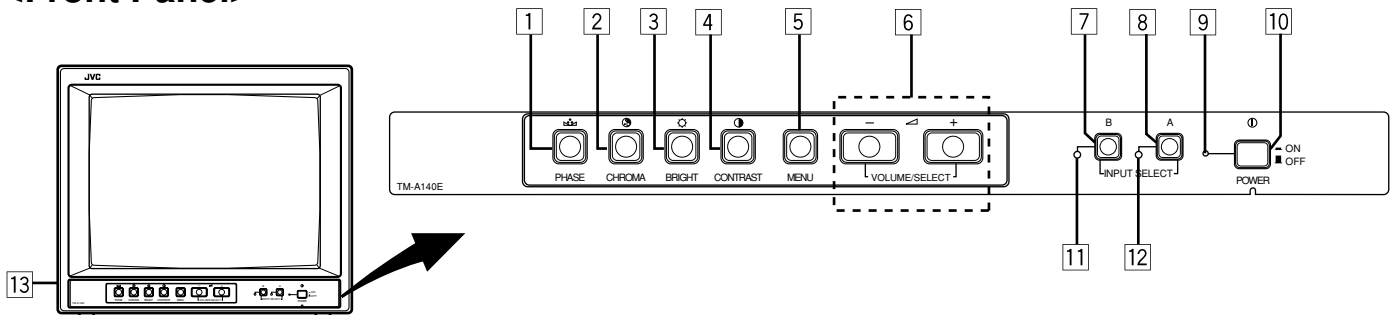 <Front Panel>
1 2 3 4 5 6 7 8 9 10
JVC
B A
− +
ON
OFF
PHASE CHROMA BRIGHT CONTRAST MENU VOLUME/SELECT INPUT SELECT POWER
TM-A140E
11 12
13